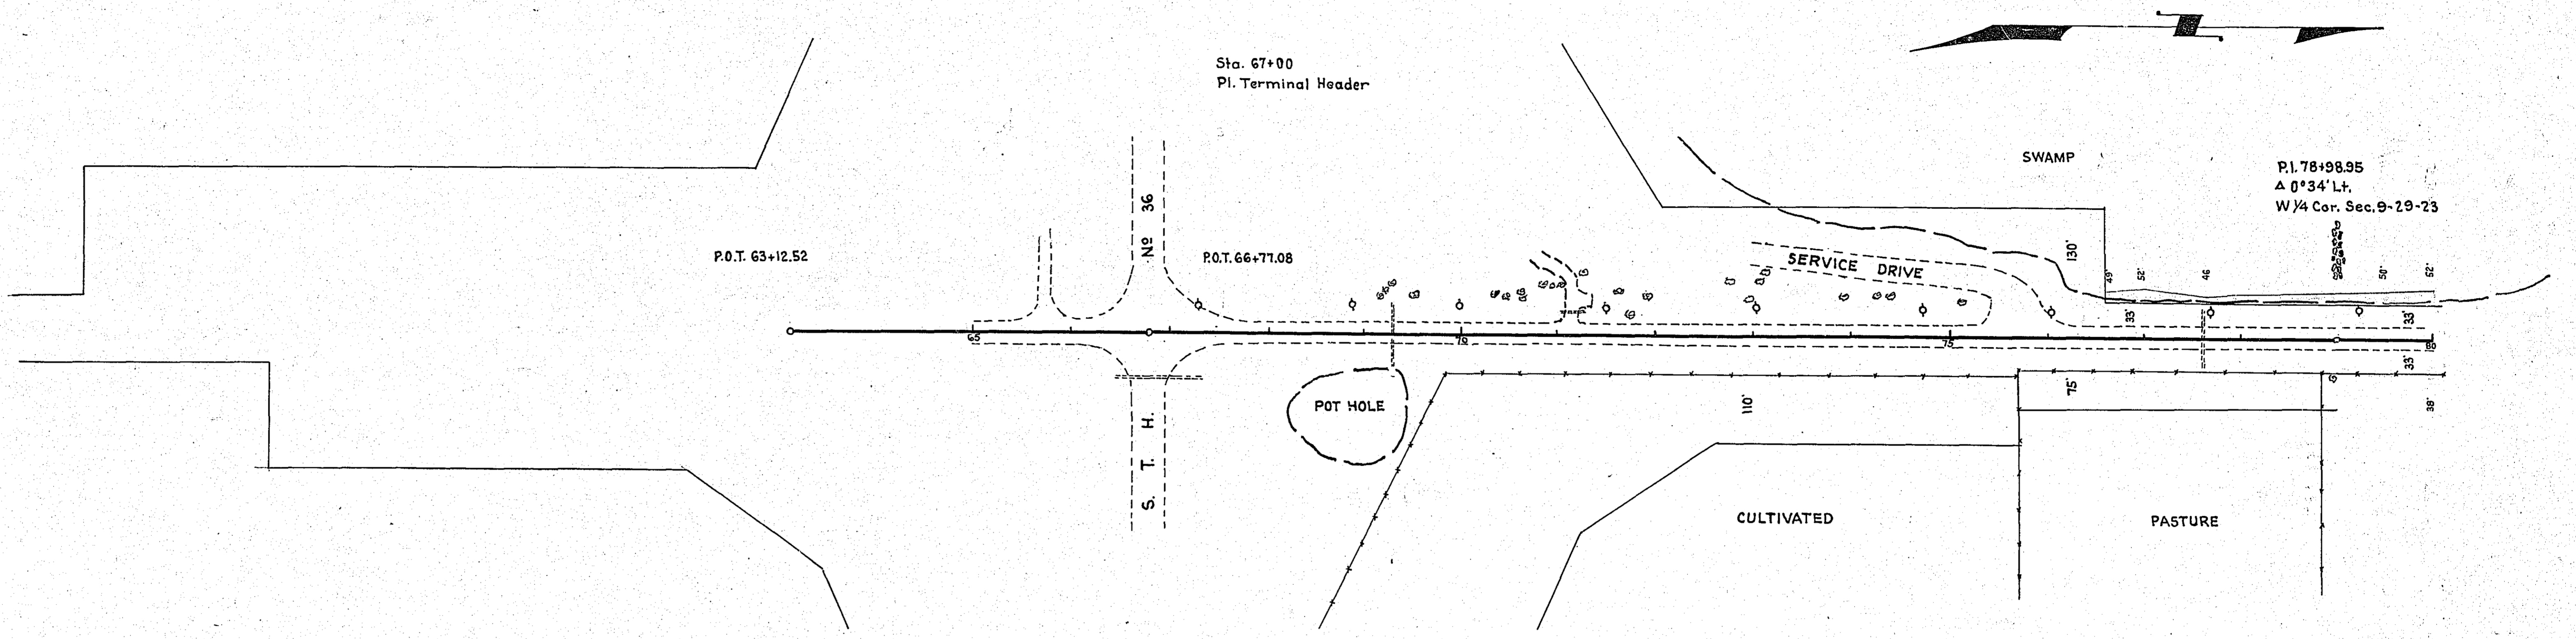 Sta. 67+00
Pl. Terminal Header
SWAMP
P.I. 78+98.95
Δ 0°34' Lt.
W 1/4 Cor. Sec. 9-29-23
P.O.T. 63+12.52
P.O.T. 66+77.08
S. T. H. Nº 36
SERVICE DRIVE
130'
49'
52'
46
50'
52'
33'
33'
65
70
75
80
33'
POT HOLE
110'
75'
38'
CULTIVATED
PASTURE